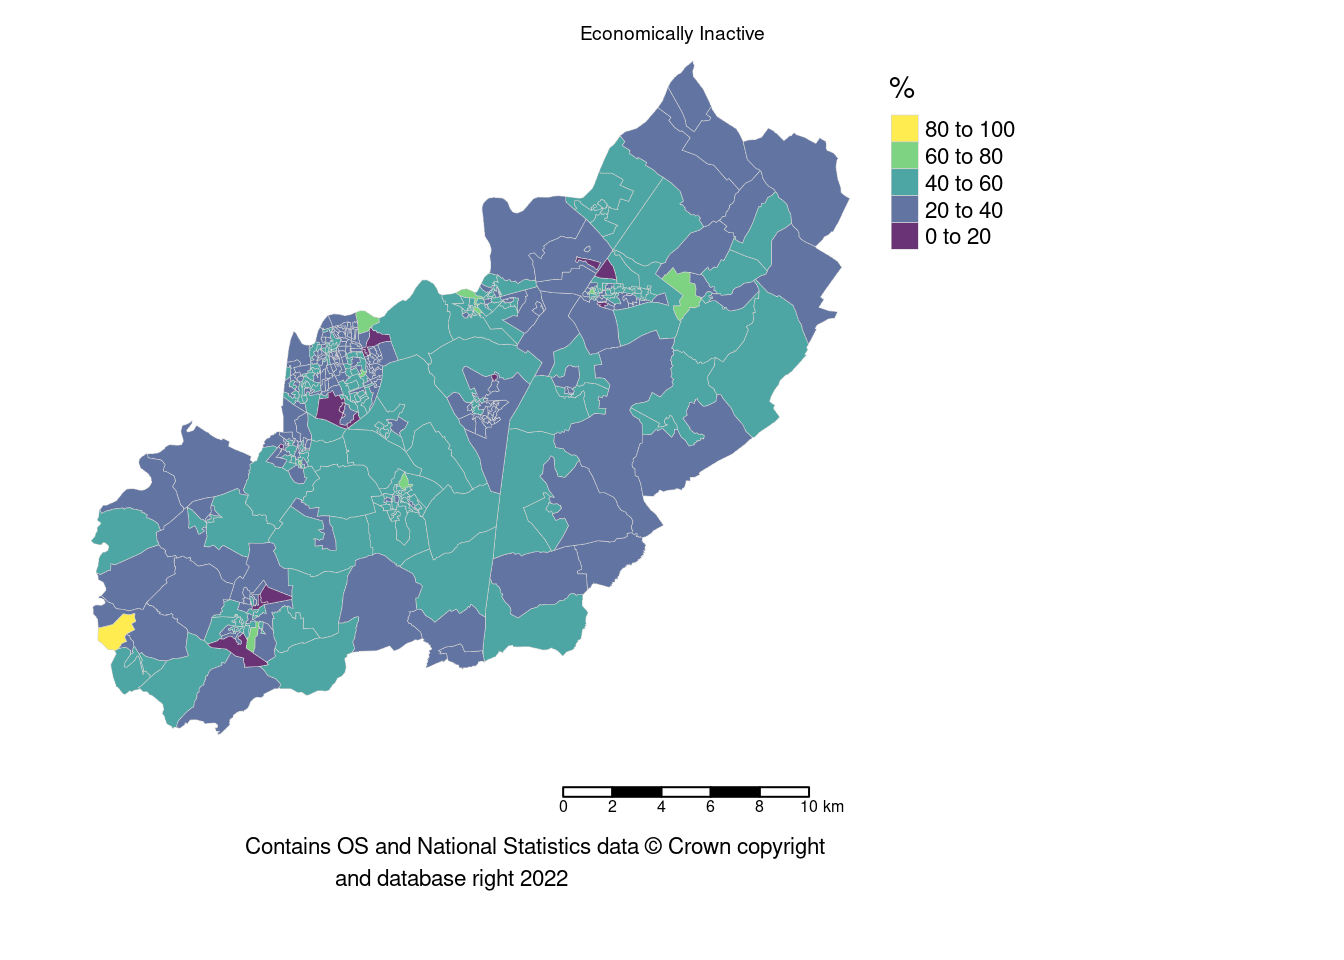 Economically Inactive
%
80 to 100
60 to 80
40 to 60
20 to 40
0 to 20
0 2 4 6 8 10 km
Contains OS and National Statistics data © Crown copyright
and database right 2022